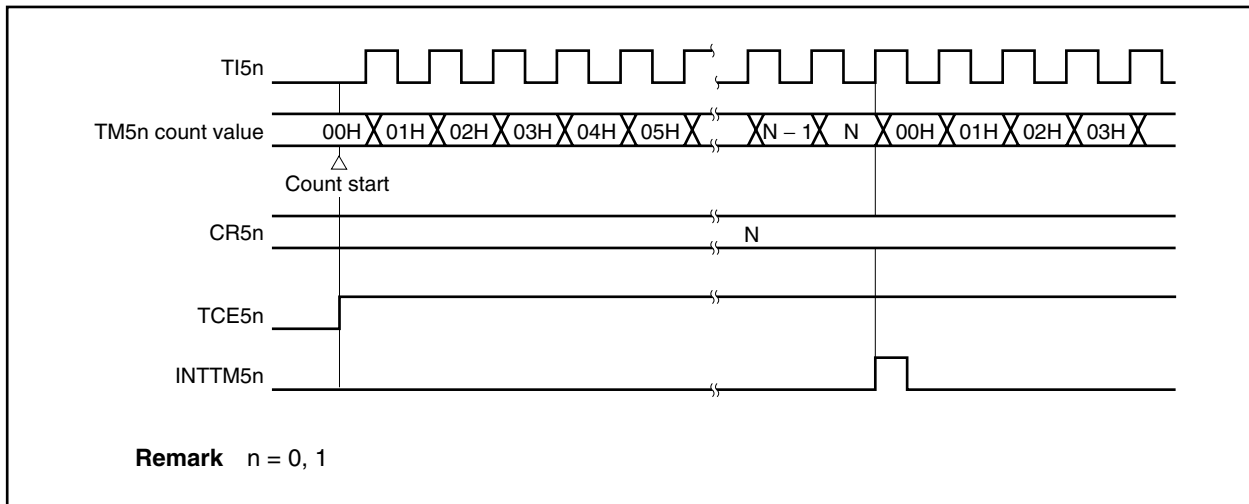 TI5n
TM5n count value 00H 01H 02H 03H 04H 05H N − 1 N 00H 01H 02H 03H
Count start
CR5n N
TCE5n
INTTM5n
Remark n = 0, 1